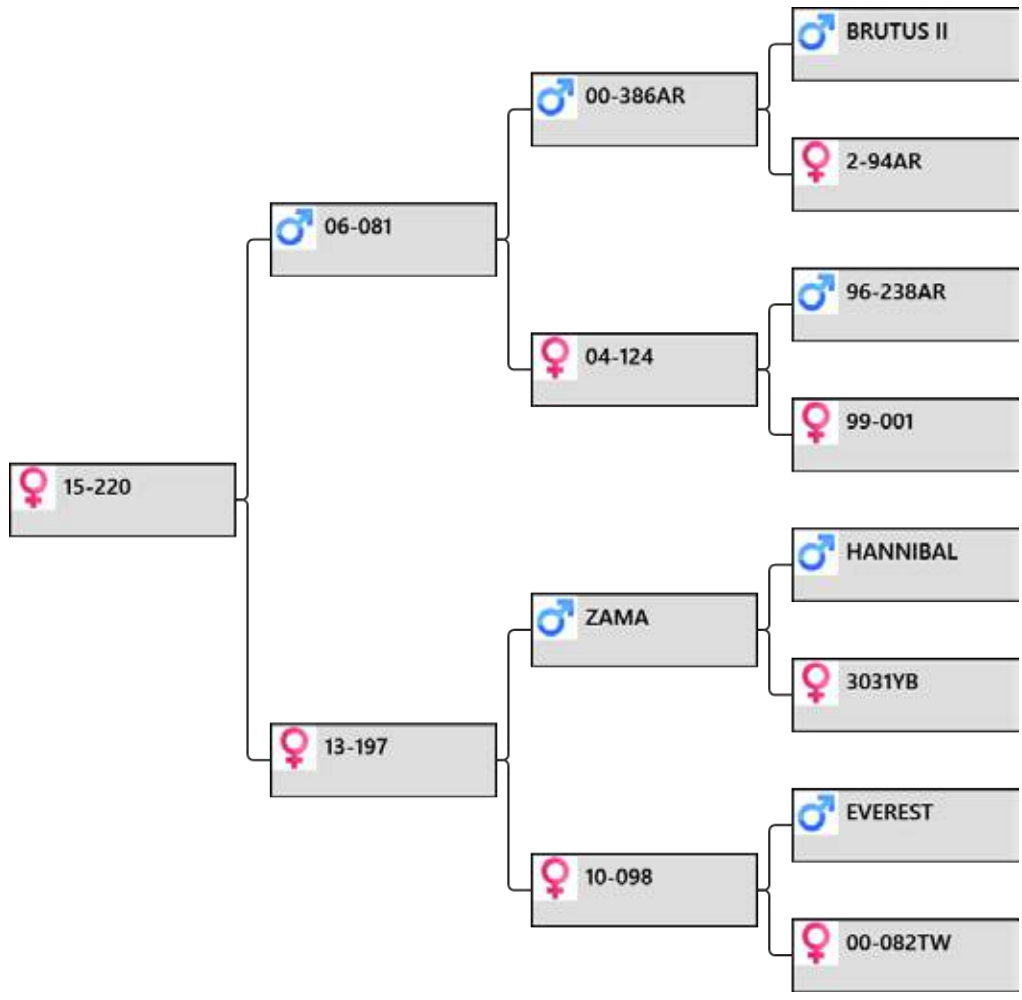 BRUTUS II
00-386AR
2-94AR
06-081
96-238AR
04-124
99-001
15-220
HANNIBAL
ZAMA
3031YB
13-197
EVEREST
10-098
00-082TW